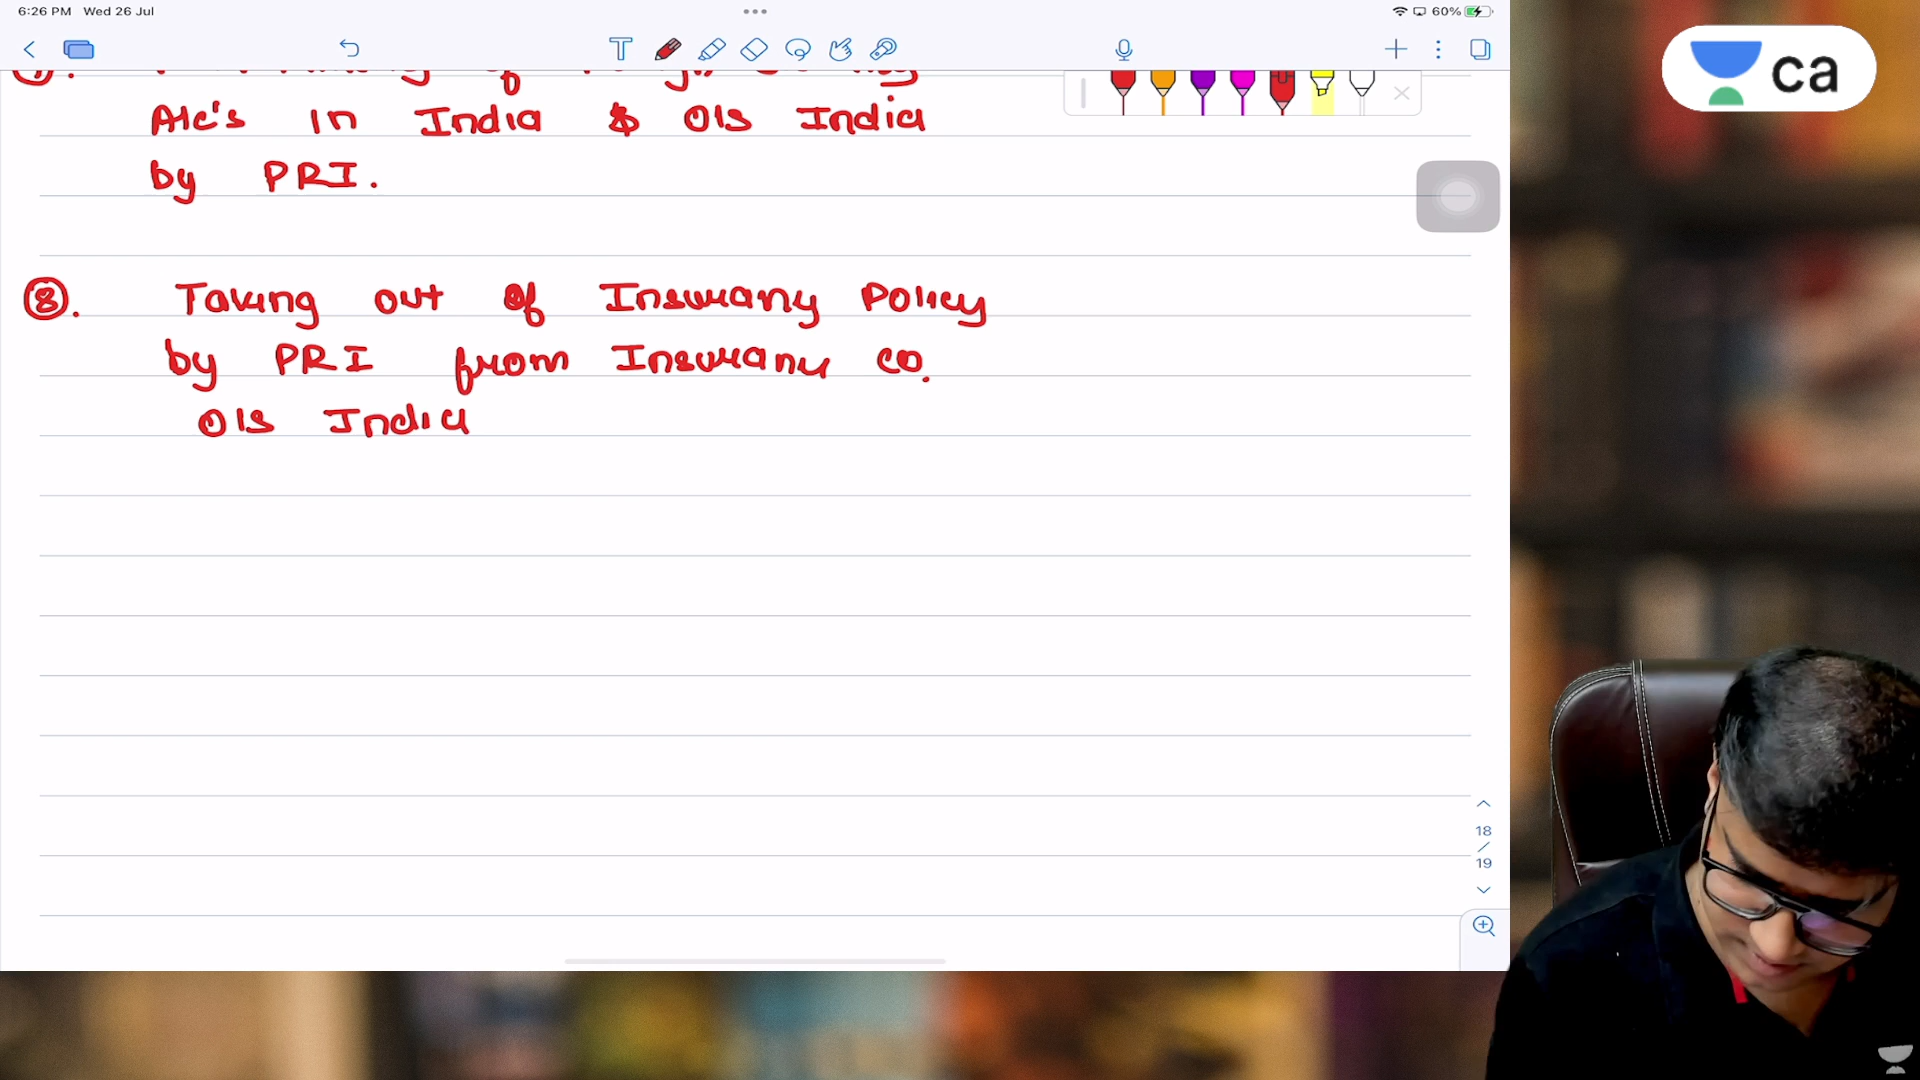 6:26 PM Wed 26 Jul
60%
ca
A/c's in India & O/s India
by PRI.
8. Taking out of Insurance Policy
by PRI from Insurance co.
O/s India
18
/
19